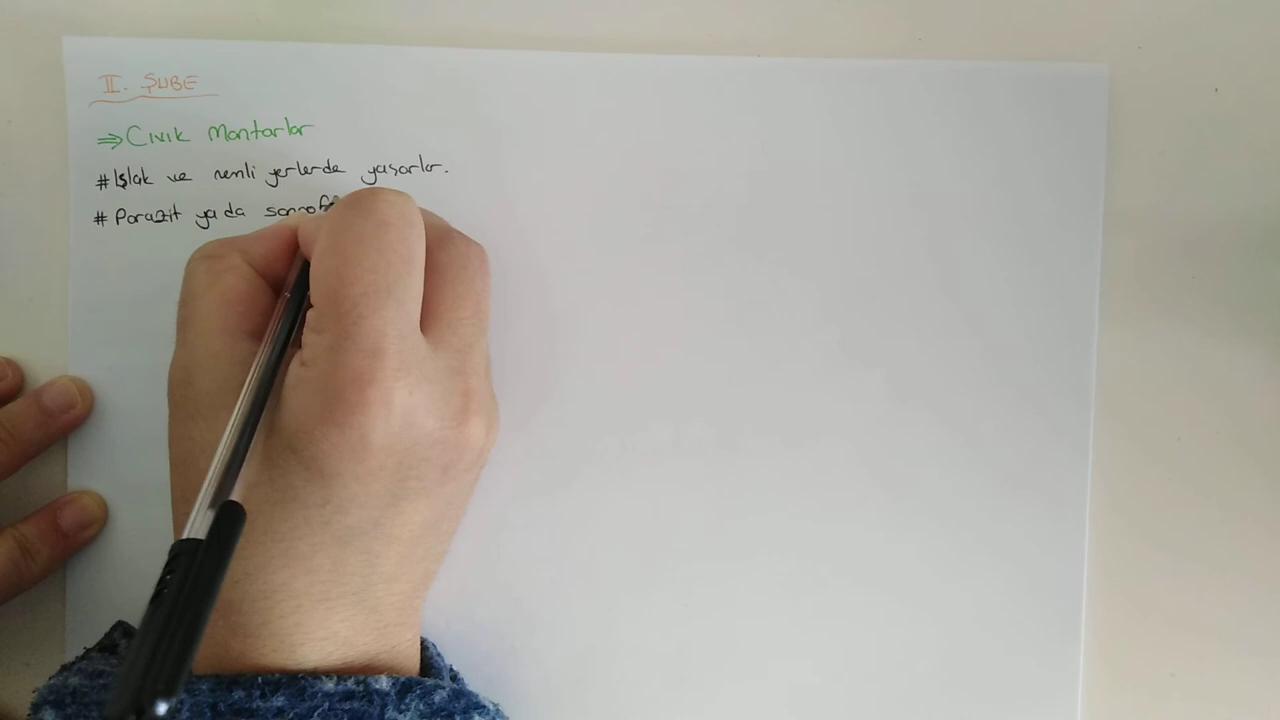 II. ŞUBE
⇒ Cıvık Mantarlar
# Islak ve nemli yerlerde yaşarlar.
# Parazit ya da